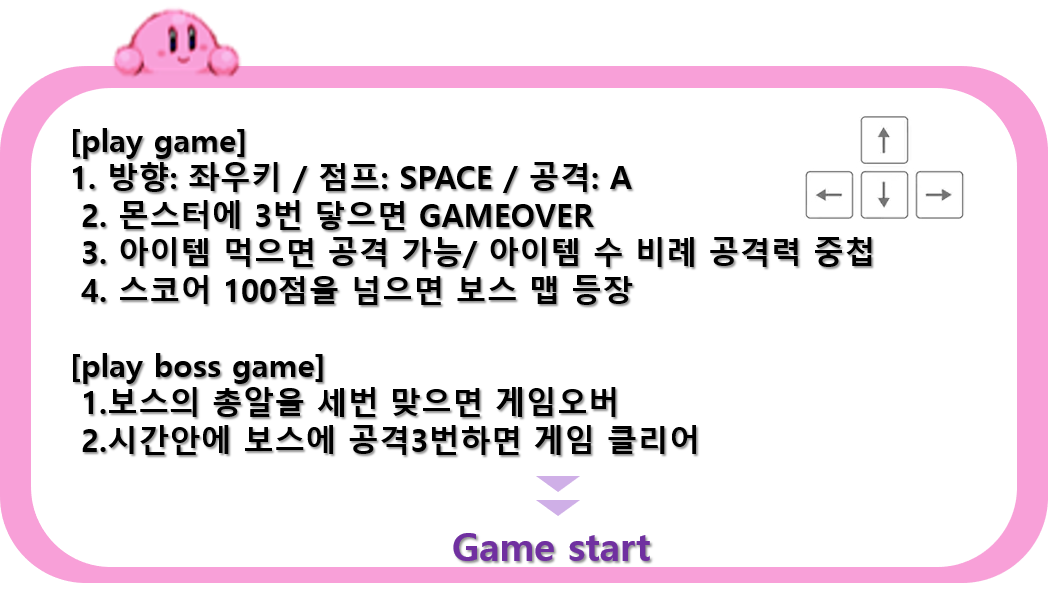 [play game]
1. 방향: 좌우키 / 점프: SPACE / 공격: A
2. 몬스터에 3번 닿으면 GAMEOVER
3. 아이템 먹으면 공격 가능/ 아이템 수 비례 공격력 중첩
4. 스코어 100점을 넘으면 보스 맵 등장
[play boss game]
1.보스의 총알을 세번 맞으면 게임오버
2.시간안에 보스에 공격3번하면 게임 클리어
Game start